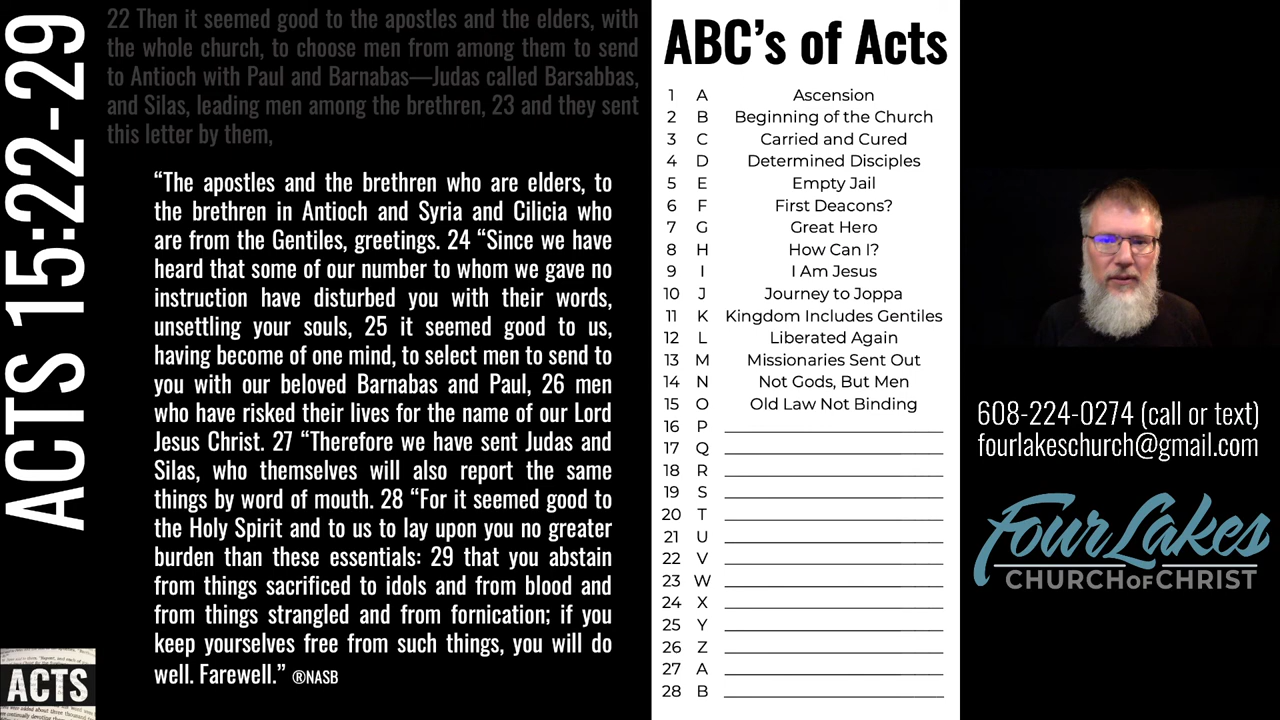 ACTS 15:22-29
22 Then it seemed good to the apostles and the elders, with
the whole church, to choose men from among them to send
to Antioch with Paul and Barnabas—Judas called Barsabbas,
and Silas, leading men among the brethren, 23 and they sent
this letter by them,
“The apostles and the brethren who are elders, to
the brethren in Antioch and Syria and Cilicia who
are from the Gentiles, greetings. 24 “Since we have
heard that some of our number to whom we gave no
instruction have disturbed you with their words,
unsettling your souls, 25 it seemed good to us,
having become of one mind, to select men to send to
you with our beloved Barnabas and Paul, 26 men
who have risked their lives for the name of our Lord
Jesus Christ. 27 “Therefore we have sent Judas and
Silas, who themselves will also report the same
things by word of mouth. 28 “For it seemed good to
the Holy Spirit and to us to lay upon you no greater
burden than these essentials: 29 that you abstain
from things sacrificed to idols and from blood and
from things strangled and from fornication; if you
keep yourselves free from such things, you will do
well. Farewell.” ®NASB
ACTS
ABC’s of Acts
1 A Ascension
2 B Beginning of the Church
3 C Carried and Cured
4 D Determined Disciples
5 E Empty Jail
6 F First Deacons?
7 G Great Hero
8 H How Can I?
9 I I Am Jesus
10 J Journey to Joppa
11 K Kingdom Includes Gentiles
12 L Liberated Again
13 M Missionaries Sent Out
14 N Not Gods, But Men
15 O Old Law Not Binding
16 P
17 Q
18 R
19 S
20 T
21 U
22 V
23 W
24 X
25 Y
26 Z
27 A
28 B
608-224-0274 (call or text)
fourlakeschurch@gmail.com
Four Lakes
CHURCH OF CHRIST